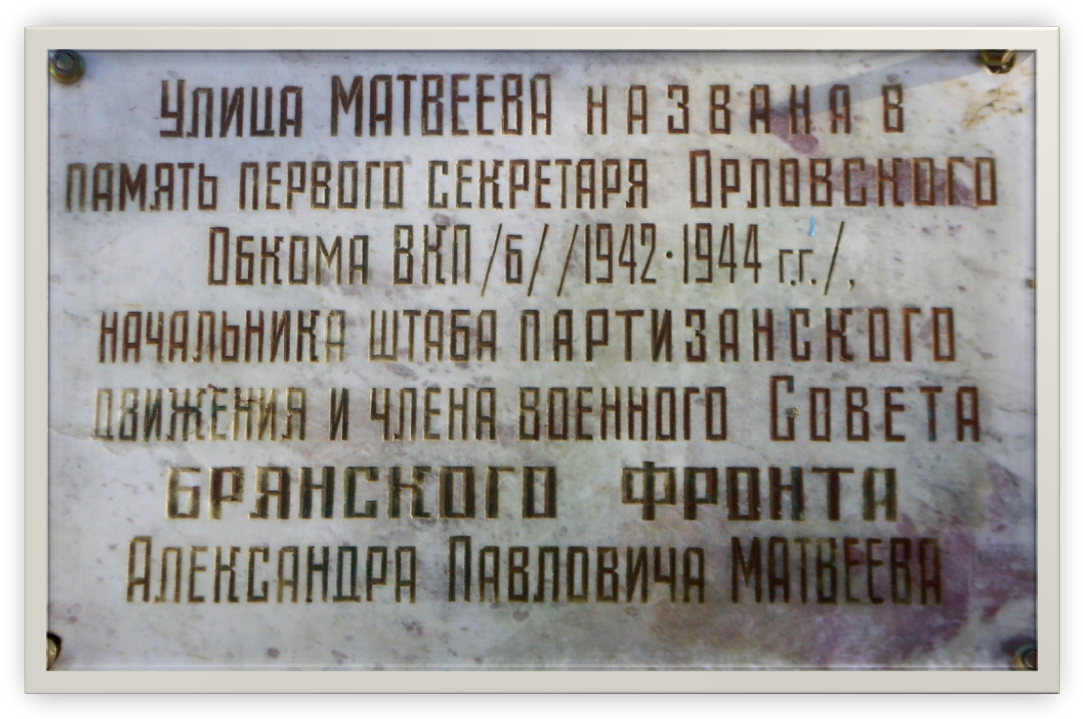 Улица МАТВЕЕВА названа в
память первого секретаря Орловского
Обкома ВКП /б/ /1942·1944 г.г./,
начальника штаба партизанского
движения и члена военного Совета
Брянского фронта
Александра Павловича МАТВЕЕВА